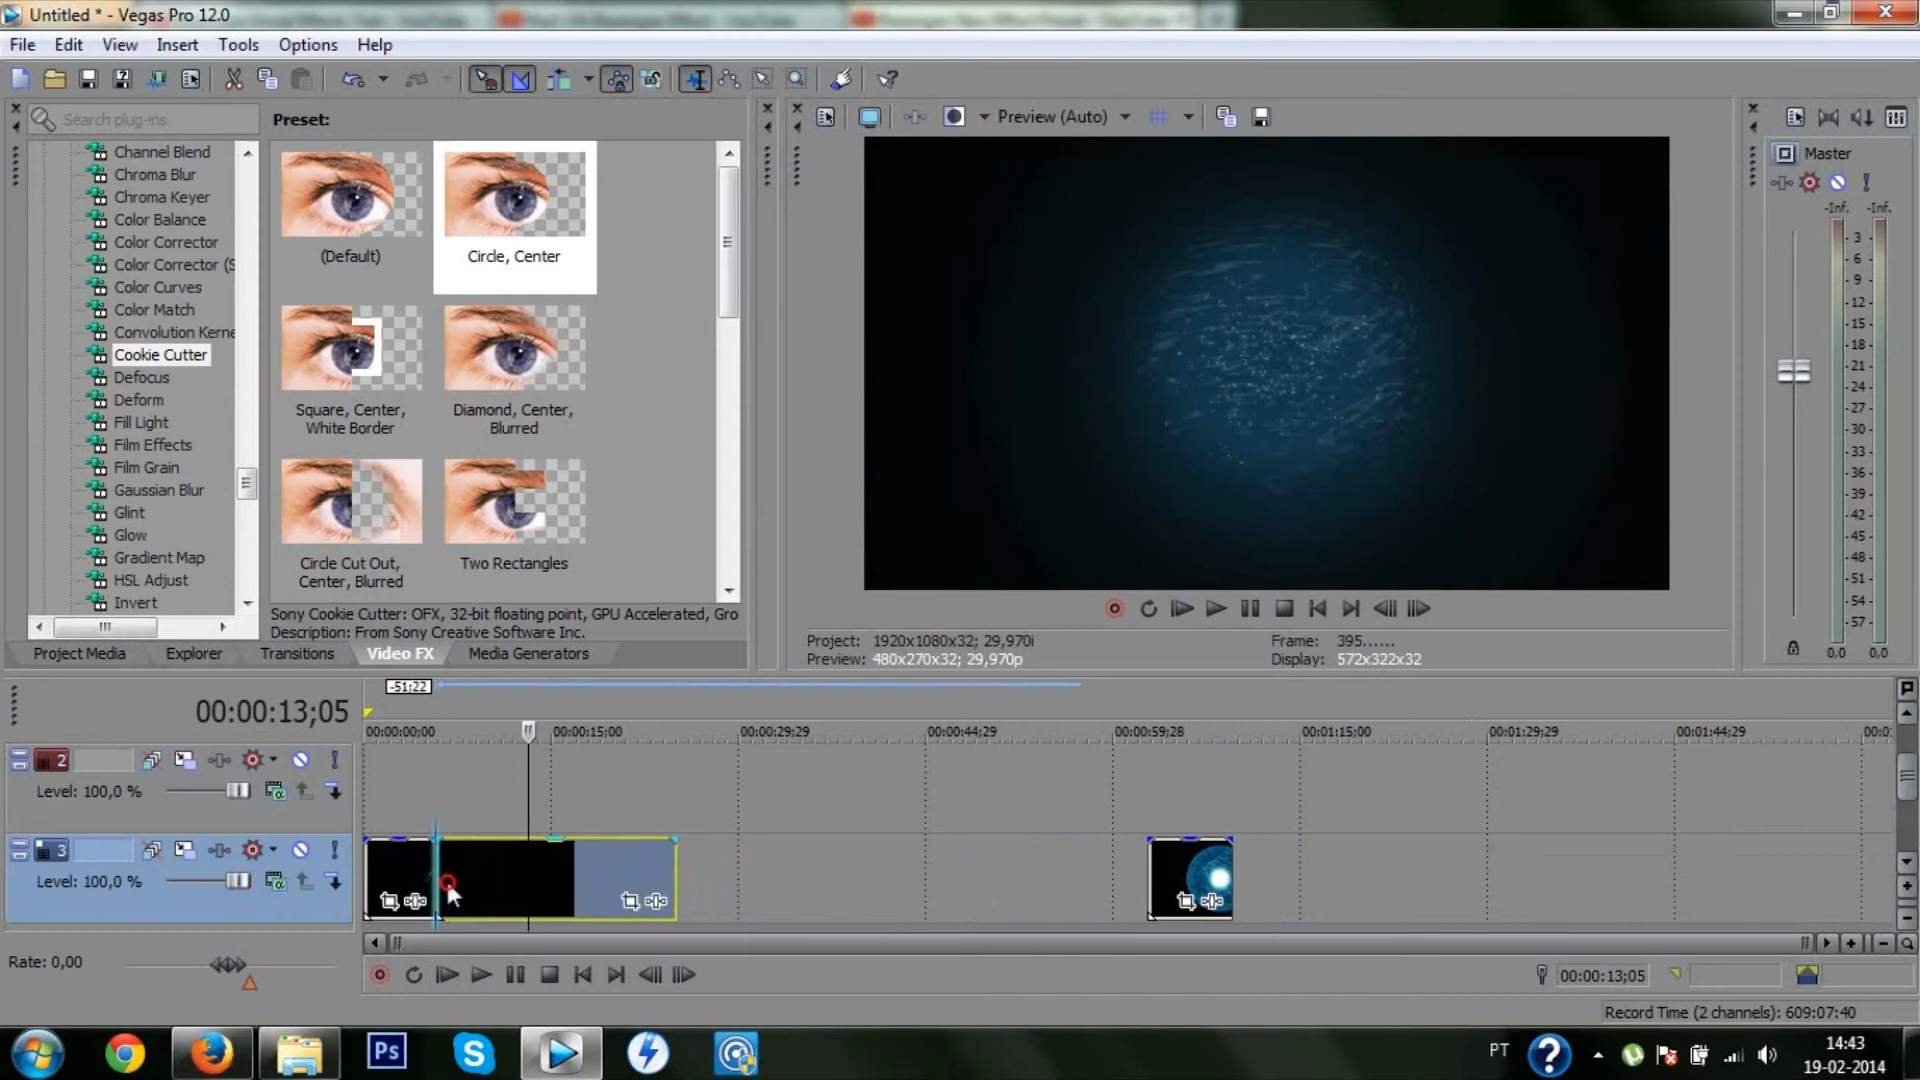 Untitled * - Vegas Pro 12.0
File Edit View Insert Tools Options Help
Search plug-ins
Preset:
Preview (Auto)
Master
Channel Blend
Chroma Blur
Chroma Keyer
Color Balance
Color Corrector
Color Corrector (S
Color Curves
Color Match
Convolution Kerne
Cookie Cutter
Defocus
Deform
Fill Light
Film Effects
Film Grain
Gaussian Blur
Glint
Glow
Gradient Map
HSL Adjust
Invert
(Default)
Circle, Center
Square, Center,
White Border
Diamond, Center,
Blurred
Circle Cut Out,
Center, Blurred
Two Rectangles
Sony Cookie Cutter: OFX, 32-bit floating point, GPU Accelerated, Gro
Description: From Sony Creative Software Inc.
Project Media Explorer Transitions Video FX Media Generators
Project: 1920x1080x32; 29,970i
Preview: 480x270x32; 29,970p
Frame: 395......
Display: 572x322x32
-Inf. -Inf.
- 3 -
- 6 -
- 9 -
- 12 -
- 15 -
- 18 -
- 21 -
- 24 -
- 27 -
- 30 -
- 33 -
- 36 -
- 39 -
- 42 -
- 45 -
- 48 -
- 51 -
- 54 -
- 57 -
0,0 0,0
-51:22
00:00:13;05
00:00:00;00 00:00:15;00 00:00:29;29 00:00:44;29 00:00:59;28 00:01:15;00 00:01:29;29 00:01:44;29 00:0
2
Level: 100,0 %
3
Level: 100,0 %
Rate: 0,00
00:00:13;05
Record Time (2 channels): 609:07:40
Ps
PT
14:43
19-02-2014